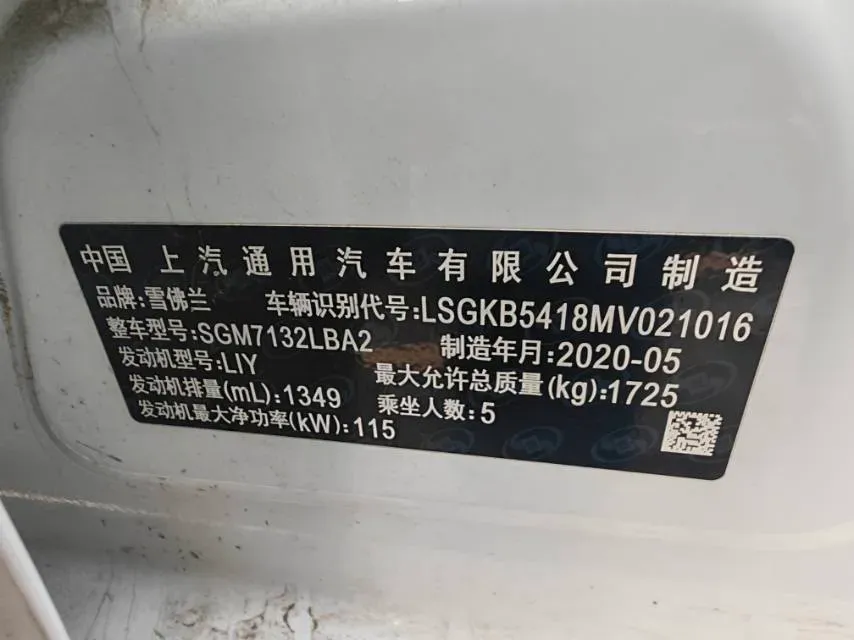 中国 上汽通用汽车有限公司制造
品牌:雪佛兰 车辆识别代号:LSGKB5418MV021016
整车型号:SGM7132LBA2 制造年月:2020-05
发动机型号:LIY 最大允许总质量(kg):1725
发动机排量(mL):1349 乘坐人数:5
发动机最大净功率(kW):115